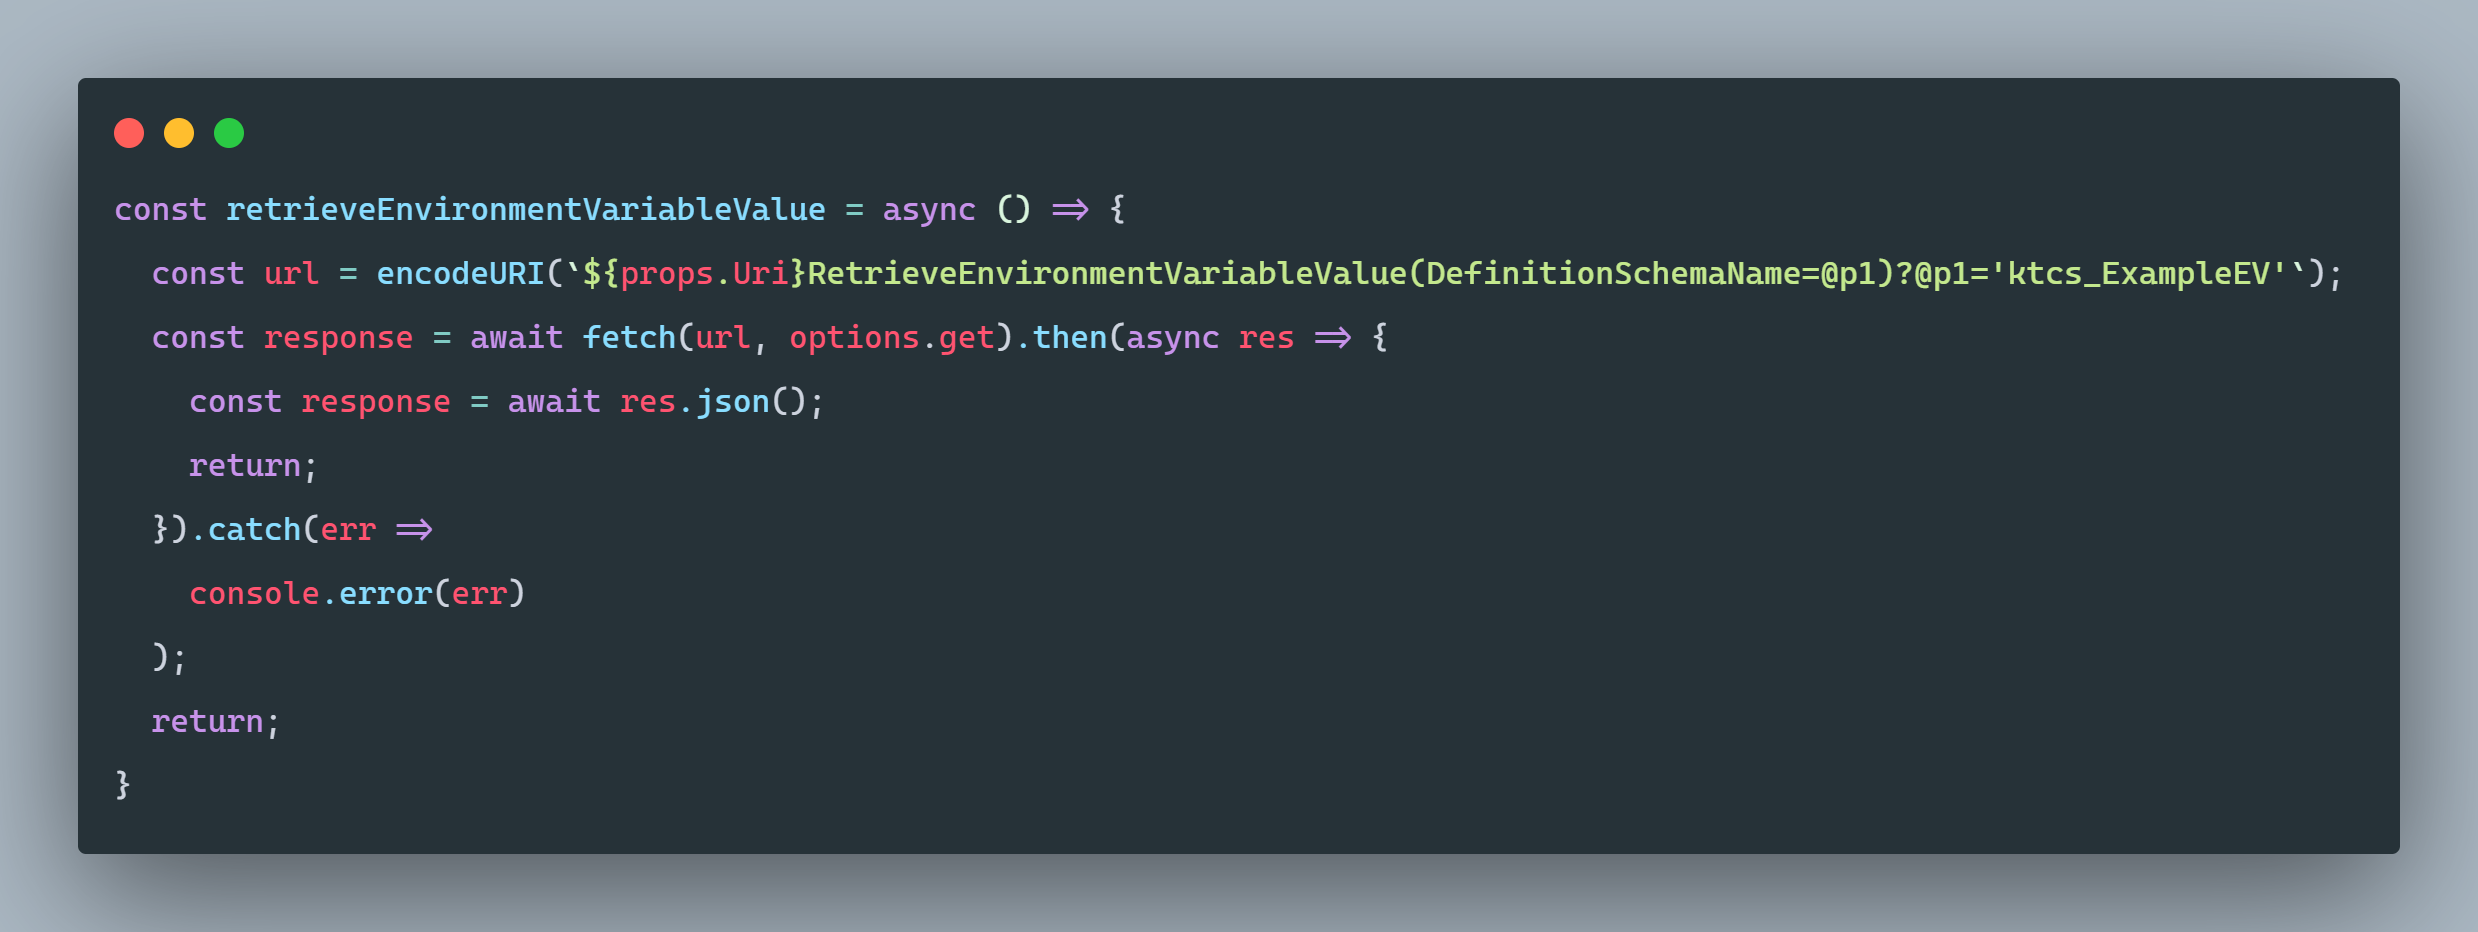 const retrieveEnvironmentVariableValue = async () => {
  const url = encodeURI(`${props.Uri}RetrieveEnvironmentVariableValue(DefinitionSchemaName=@p1)?@p1='ktcs_ExampleEV'`);
  const response = await fetch(url, options.get).then(async res => {
    const response = await res.json();
    return;
  }).catch(err =>
    console.error(err)
  );
  return;
}